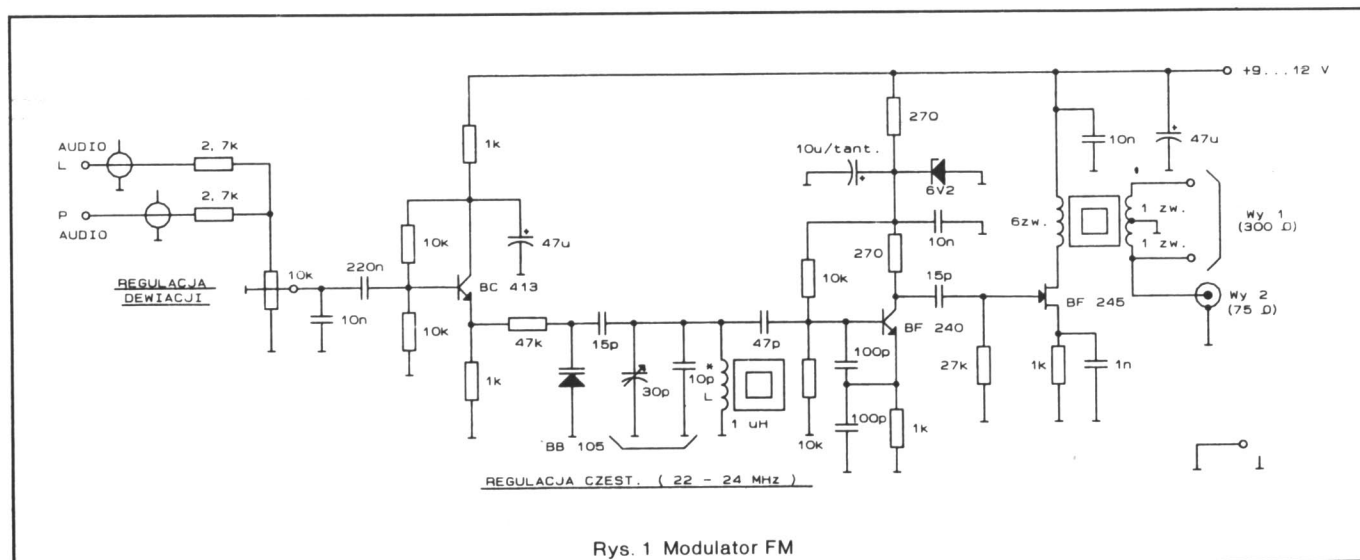 +9...12 V
AUDIO
L
2,7k
P
2,7k
AUDIO
REGULACJA
DEWIACJI
10k
10n
220n
10k
10k
1k
47u
BC 413
1k
47k
BB 105
15p
30p
10p
*
L
1 uH
47p
REGULACJA CZEST. ( 22 - 24 MHz )
10k
10k
100p
100p
1k
BF 240
270
10u/tant.
6V2
10n
270
15p
27k
BF 245
1k
1n
6zw.
10n
47u
1 zw.
1 zw.
Wy 1
(300 Ω)
Wy 2
(75 Ω)
Rys. 1 Modulator FM